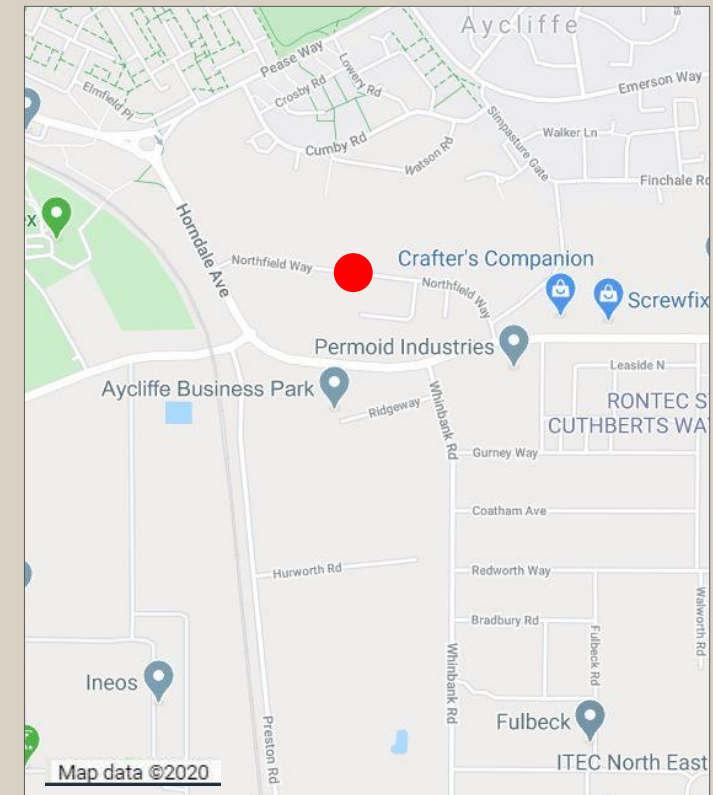 Aycliffe
Pease Way
Lowery Rd
Crosby Rd
Emerson Way
Elmfield Pl
Simpasture Gate
Walker Ln
Cumby Rd
Watson Rd
Finchale Rd
ex
Horndale Ave
Northfield Way
Crafter's Companion
Northfield Way
Screwfix
Permoid Industries
Leaside N
Aycliffe Business Park
Ridgeway
Whinbank Rd
RONTEC S
CUTHBERTS WA
Gurney Way
Coatham Ave
Hurworth Rd
Redworth Way
Walworth Rd
Bradbury Rd
Fulbeck Rd
Whinbank Rd
Ineos
Preston Rd
Fulbeck
ITEC North East
Map data ©2020